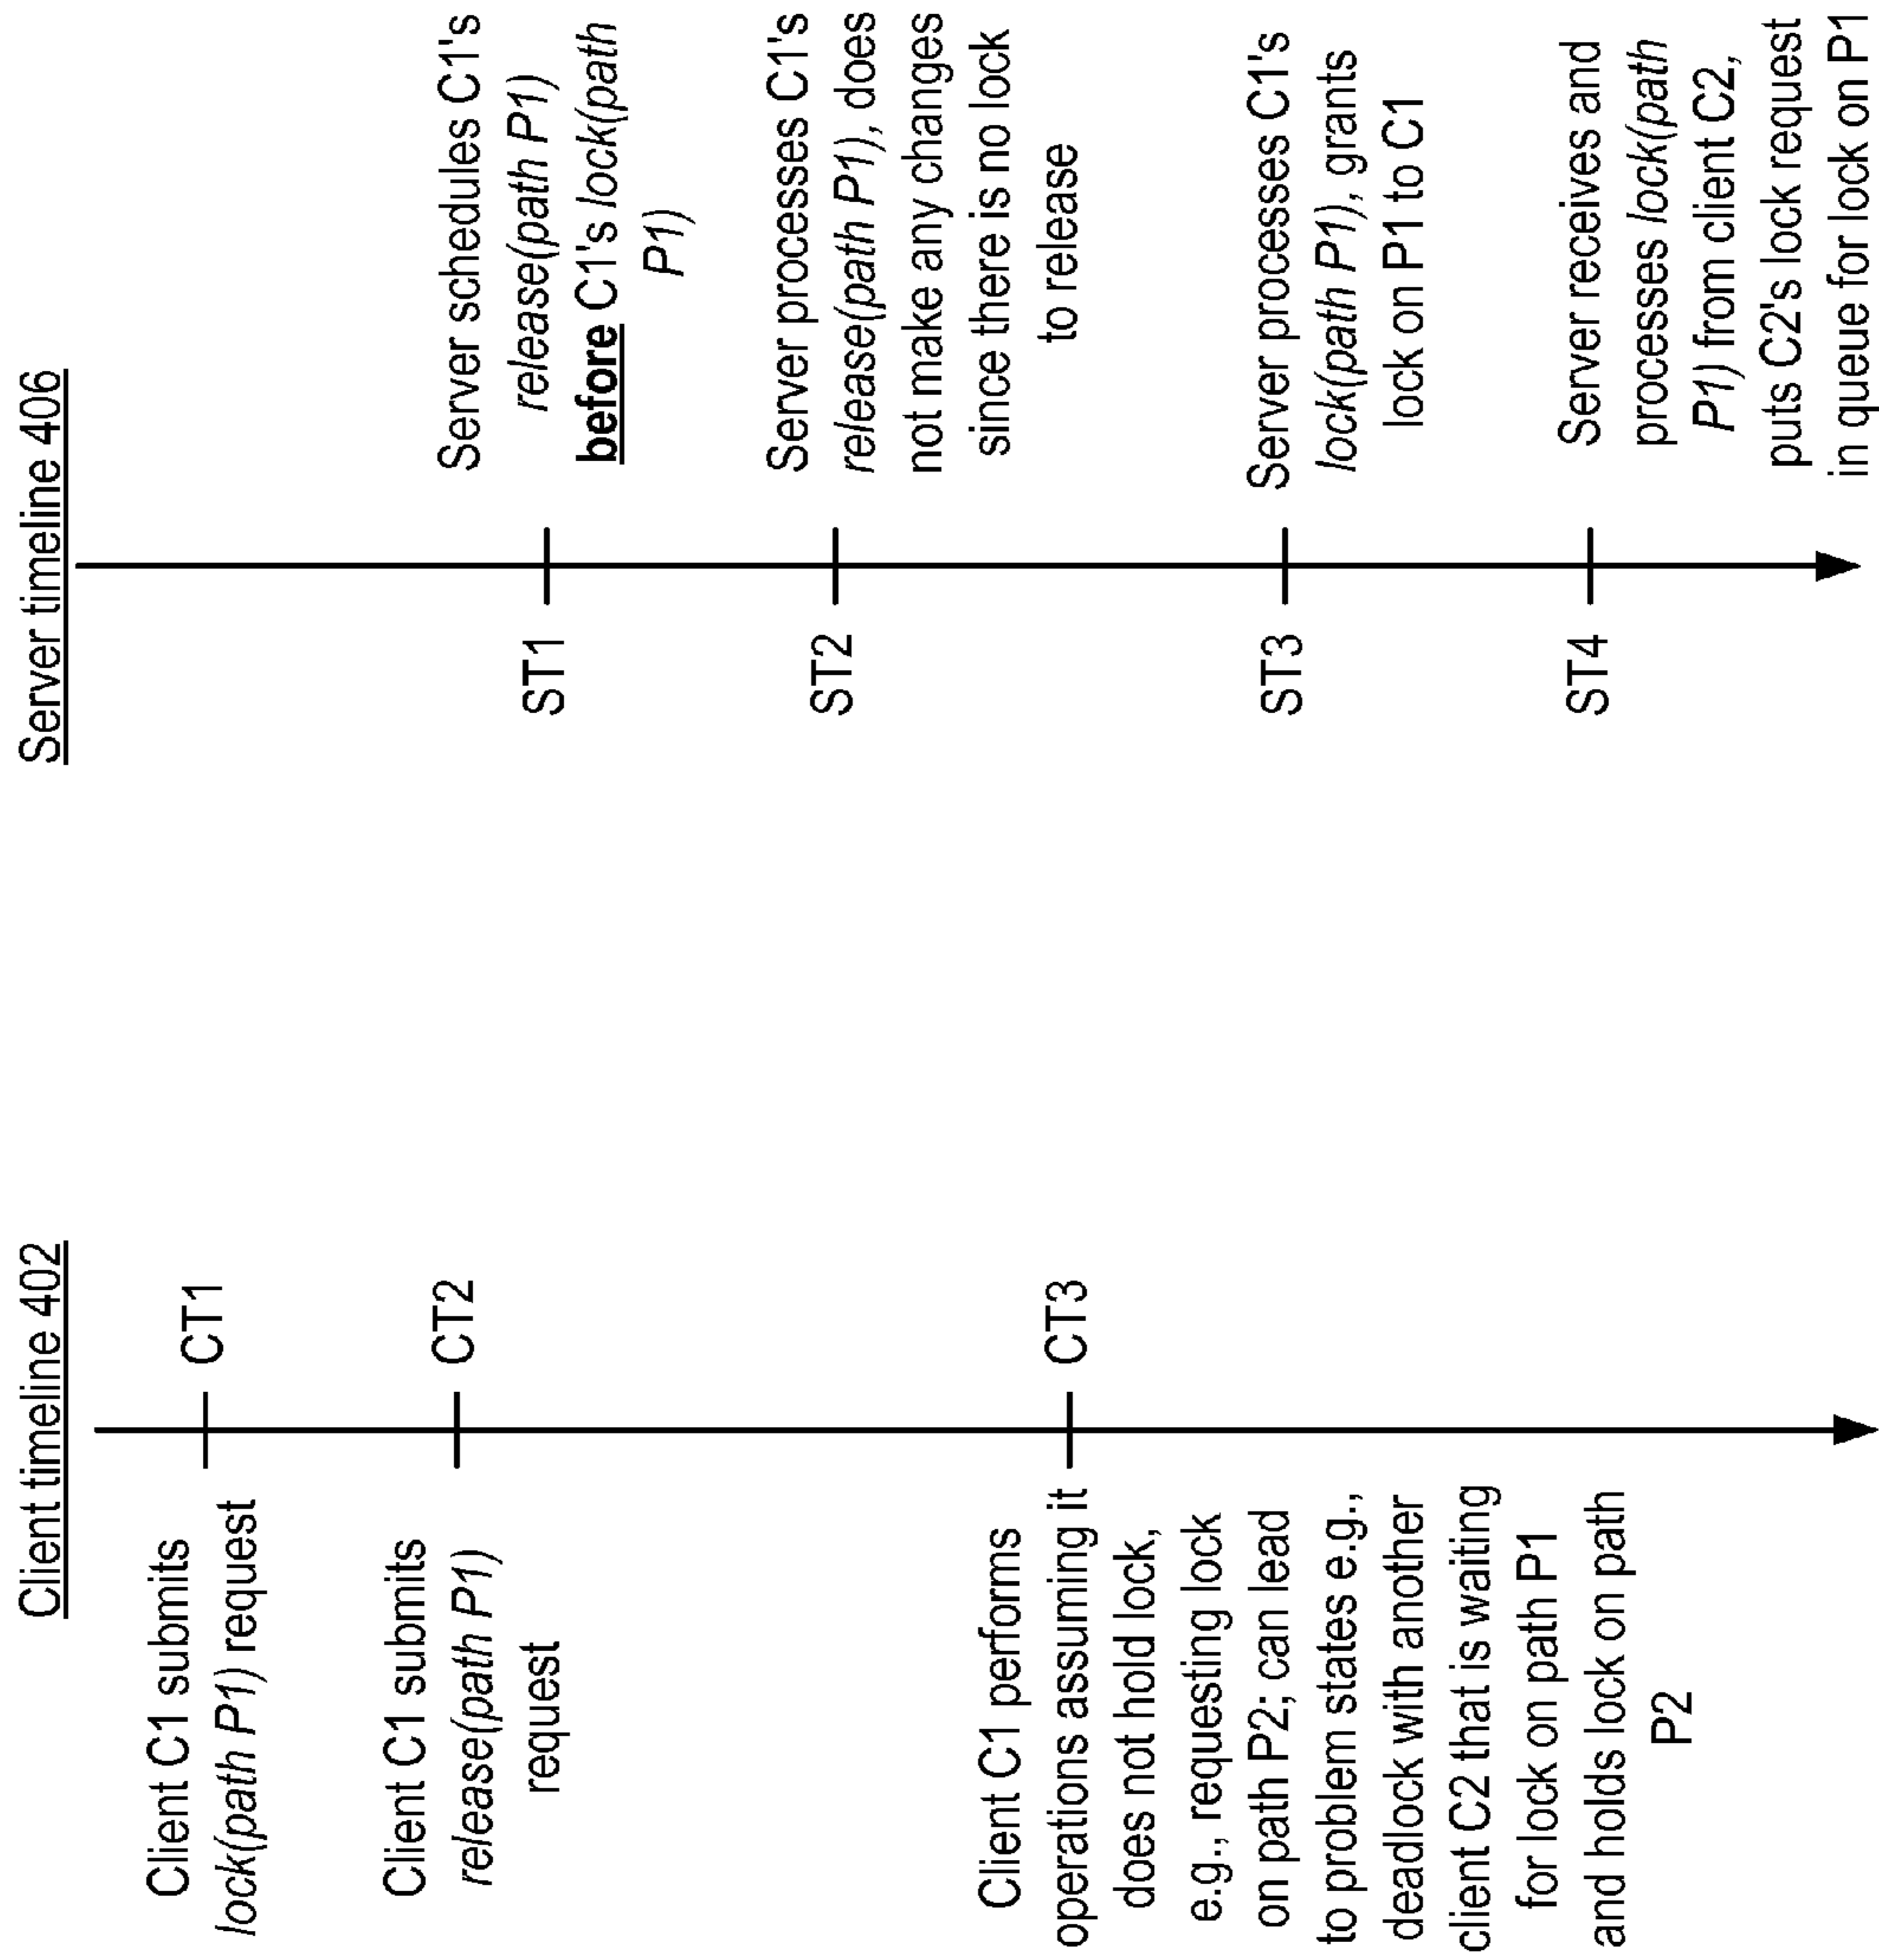 Client timeline 402
Client C1 submits
lock(path P1) request
CT1
Client C1 submits
release(path P1)
request
CT2
Client C1 performs
operations assuming it
does not hold lock,
e.g., requesting lock
on path P2; can lead
to problem states e.g.,
deadlock with another
client C2 that is waiting
for lock on path P1
and holds lock on path
P2
CT3
Server timeline 406
ST1
Server schedules C1's
release(path P1)
before C1's lock(path
P1)
ST2
Server processes C1's
release(path P1), does
not make any changes
since there is no lock
to release
ST3
Server processes C1's
lock(path P1), grants
lock on P1 to C1
ST4
Server receives and
processes lock(path
P1) from client C2,
puts C2's lock request
in queue for lock on P1